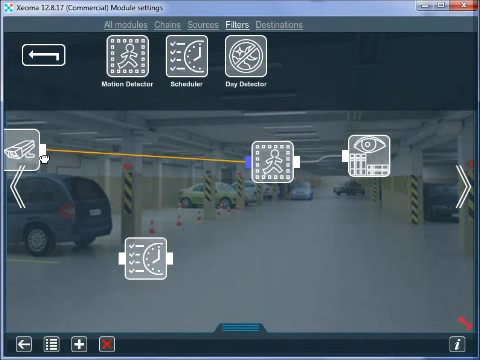 Xeoma 12.8.17 (Commercial) Module settings
All modules Chains Sources Filters Destinations
Motion Detector Scheduler Day Detector